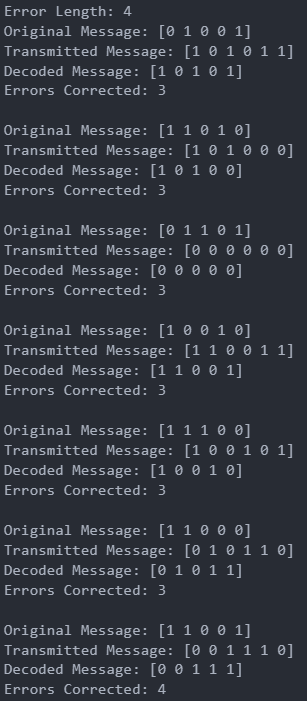 Error Length: 4
Original Message: [0 1 0 0 1]
Transmitted Message: [1 0 1 0 1 1]
Decoded Message: [1 0 1 0 1]
Errors Corrected: 3

Original Message: [1 1 0 1 0]
Transmitted Message: [1 0 1 0 0 0]
Decoded Message: [1 0 1 0 0]
Errors Corrected: 3

Original Message: [0 1 1 0 1]
Transmitted Message: [0 0 0 0 0 0]
Decoded Message: [0 0 0 0 0]
Errors Corrected: 3

Original Message: [1 0 0 1 0]
Transmitted Message: [1 1 0 0 1 1]
Decoded Message: [1 1 0 0 1]
Errors Corrected: 3

Original Message: [1 1 1 0 0]
Transmitted Message: [1 0 0 1 0 1]
Decoded Message: [1 0 0 1 0]
Errors Corrected: 3

Original Message: [1 1 0 0 0]
Transmitted Message: [0 1 0 1 1 0]
Decoded Message: [0 1 0 1 1]
Errors Corrected: 3

Original Message: [1 1 0 0 1]
Transmitted Message: [0 0 1 1 1 0]
Decoded Message: [0 0 1 1 1]
Errors Corrected: 4